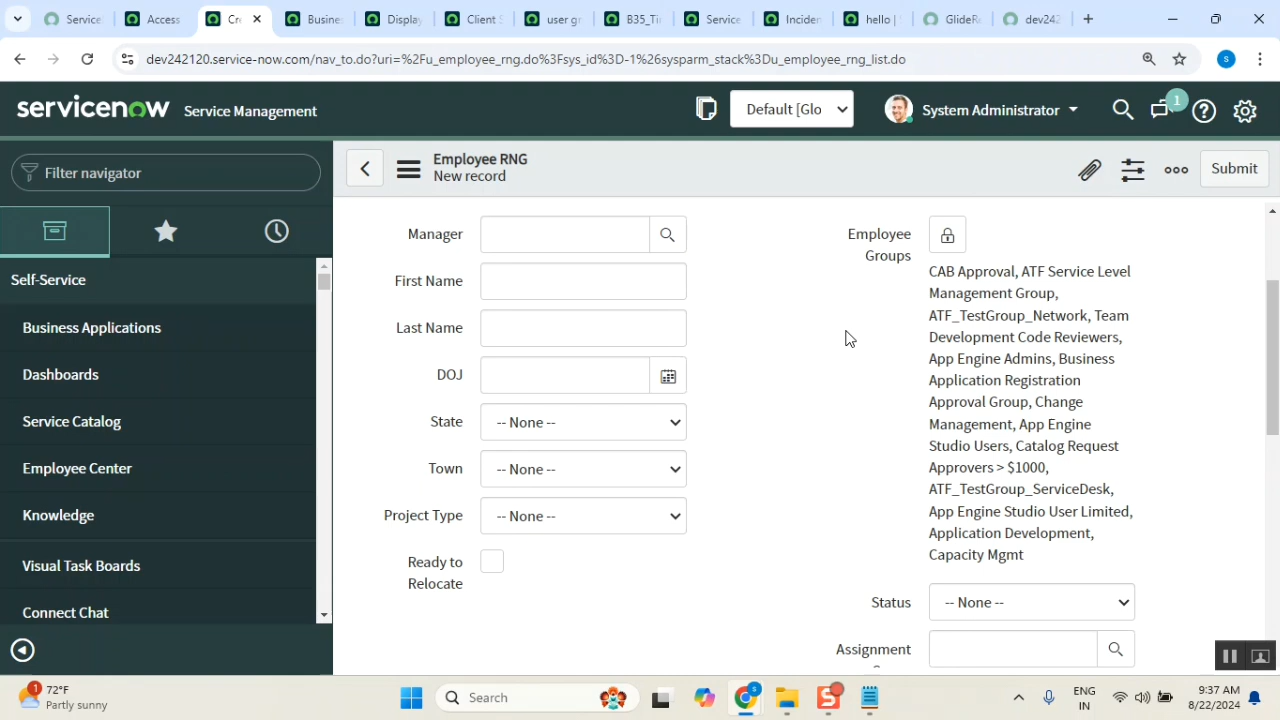 Service
Access
Cre
Busine
Display
Client S
user gr
B35_Tir
Service
Inciden
hello |
GlideRe
dev242
dev242120.service-now.com/nav_to.do?uri=%2Fu_employee_rng.do%3Fsys_id%3D-1%26sysparm_stack%3Du_employee_rng_list.do
S
servicenow Service Management
Default [Glo
System Administrator
1
Filter navigator
Employee RNG
New record
Submit
Self-Service
Business Applications
Dashboards
Service Catalog
Employee Center
Knowledge
Visual Task Boards
Connect Chat
Manager
First Name
Last Name
DOJ
State
-- None --
Town
-- None --
Project Type
-- None --
Ready to
Relocate
Employee
Groups
CAB Approval, ATF Service Level
Management Group,
ATF_TestGroup_Network, Team
Development Code Reviewers,
App Engine Admins, Business
Application Registration
Approval Group, Change
Management, App Engine
Studio Users, Catalog Request
Approvers > $1000,
ATF_TestGroup_ServiceDesk,
App Engine Studio User Limited,
Application Development,
Capacity Mgmt
Status
-- None --
Assignment
1
72°F
Partly sunny
Search
ENG
IN
9:37 AM
8/22/2024